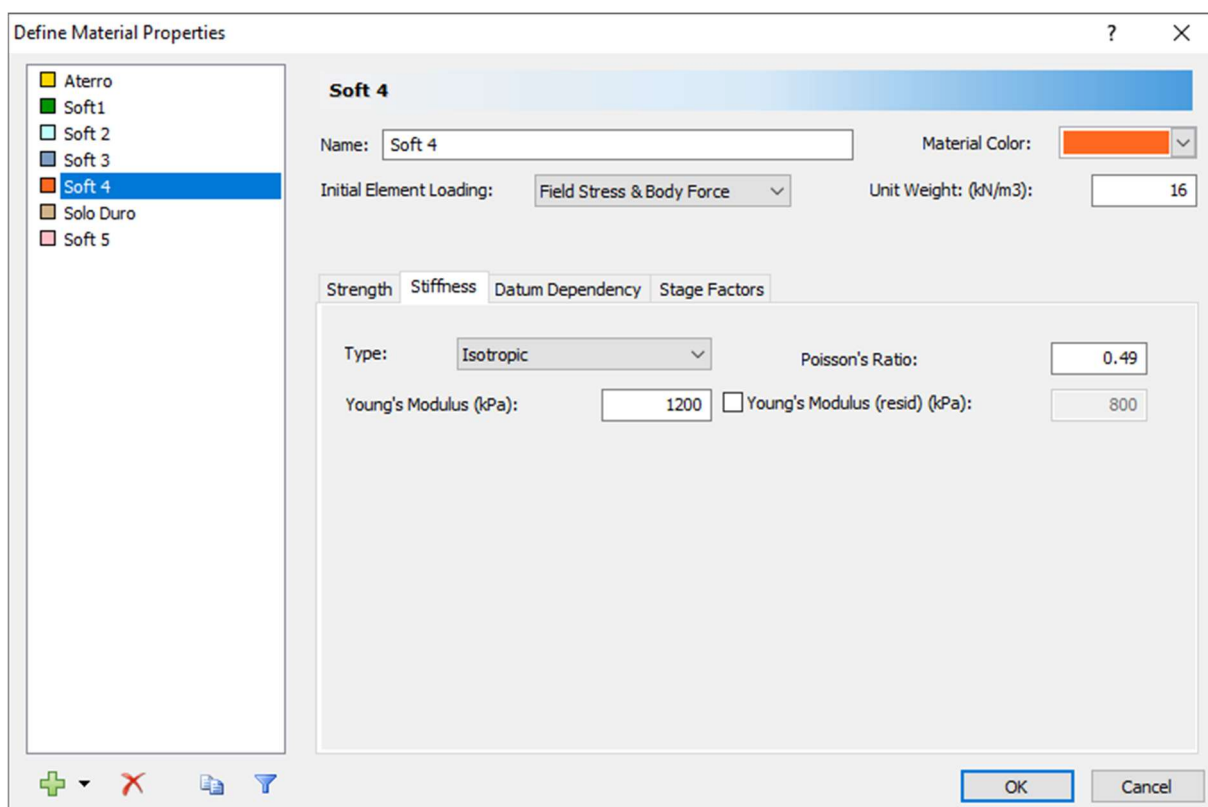 Define Material Properties
?
Aterro
Soft1
Soft 2
Soft 3
Soft 4
Solo Duro
Soft 5
Soft 4
Name: Soft 4 Material Color:
Initial Element Loading: Field Stress & Body Force Unit Weight: (kN/m3): 16
Strength Stiffness Datum Dependency Stage Factors
Type: Isotropic Poisson's Ratio: 0.49
Young's Modulus (kPa): 1200 Young's Modulus (resid) (kPa): 800
OK Cancel